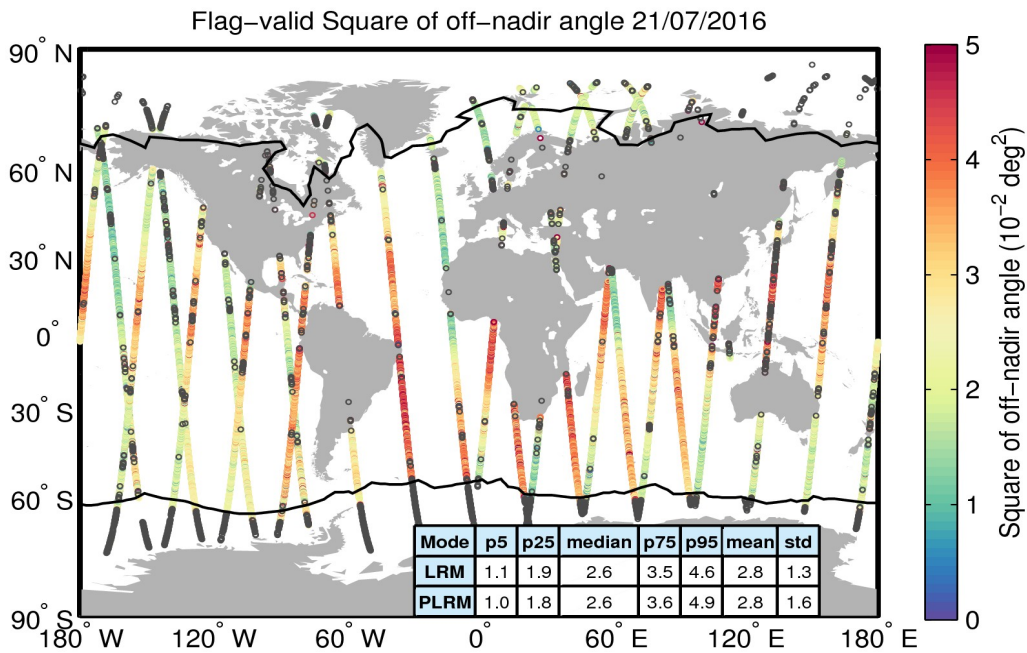 Flag−valid Square of off−nadir angle 21/07/2016
90° N
60° N
30° N
0°
30° S
60° S
90° S
180° W
120° W
60° W
0°
60° E
120° E
180° E
Mode p5 p25 median p75 p95 mean std
LRM 1.1 1.9 2.6 3.5 4.6 2.8 1.3
PLRM 1.0 1.8 2.6 3.6 4.9 2.8 1.6
5
4
3
2
1
0
Square of off−nadir angle (10⁻² deg²)